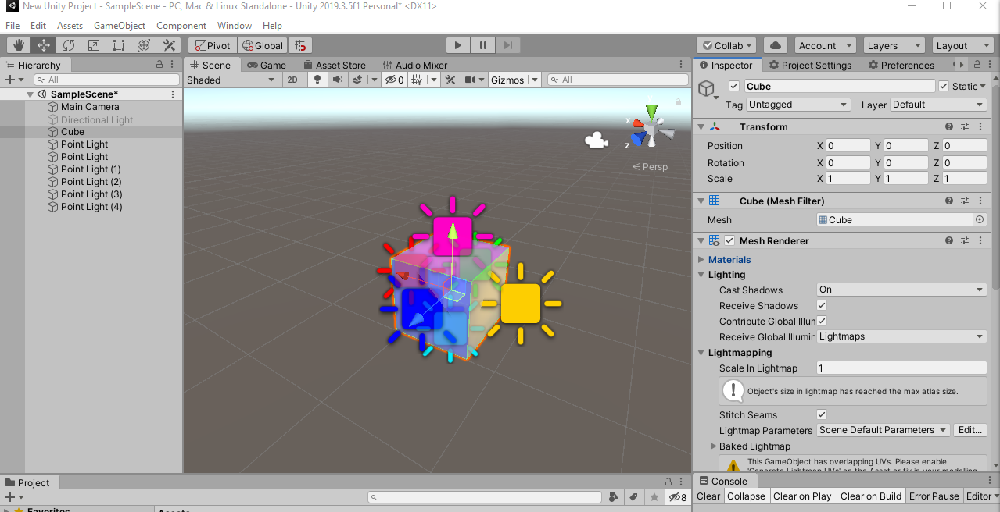 New Unity Project - SampleScene - PC, Mac & Linux Standalone - Unity 2019.3.5f1 Personal* <DX11>
File Edit Assets GameObject Component Window Help
Pivot Global Collab Account Layers Layout
Hierarchy
All
SampleScene*
Main Camera
Directional Light
Cube
Point Light
Point Light
Point Light (1)
Point Light (2)
Point Light (3)
Point Light (4)
Scene Game Asset Store Audio Mixer
Shaded 2D 0 Gizmos All
y
x
z
Persp
Inspector Project Settings Preferences
Cube Static
Tag Untagged Layer Default
Transform
Position X 0 Y 0 Z 0
Rotation X 0 Y 0 Z 0
Scale X 1 Y 1 Z 1
Cube (Mesh Filter)
Mesh Cube
Mesh Renderer
Materials
Lighting
Cast Shadows On
Receive Shadows
Contribute Global Illum
Receive Global Illumir Lightmaps
Lightmapping
Scale In Lightmap 1
Object's size in lightmap has reached the max atlas size.
Stitch Seams
Lightmap Parameters Scene Default Parameters Edit...
Baked Lightmap
This GameObject has overlapping UVs. Please enable
'Generate Lightmap UVs' on the Asset or fix in your modelling
Project
8
Favorites
Assets
Console
Clear Collapse Clear on Play Clear on Build Error Pause Editor